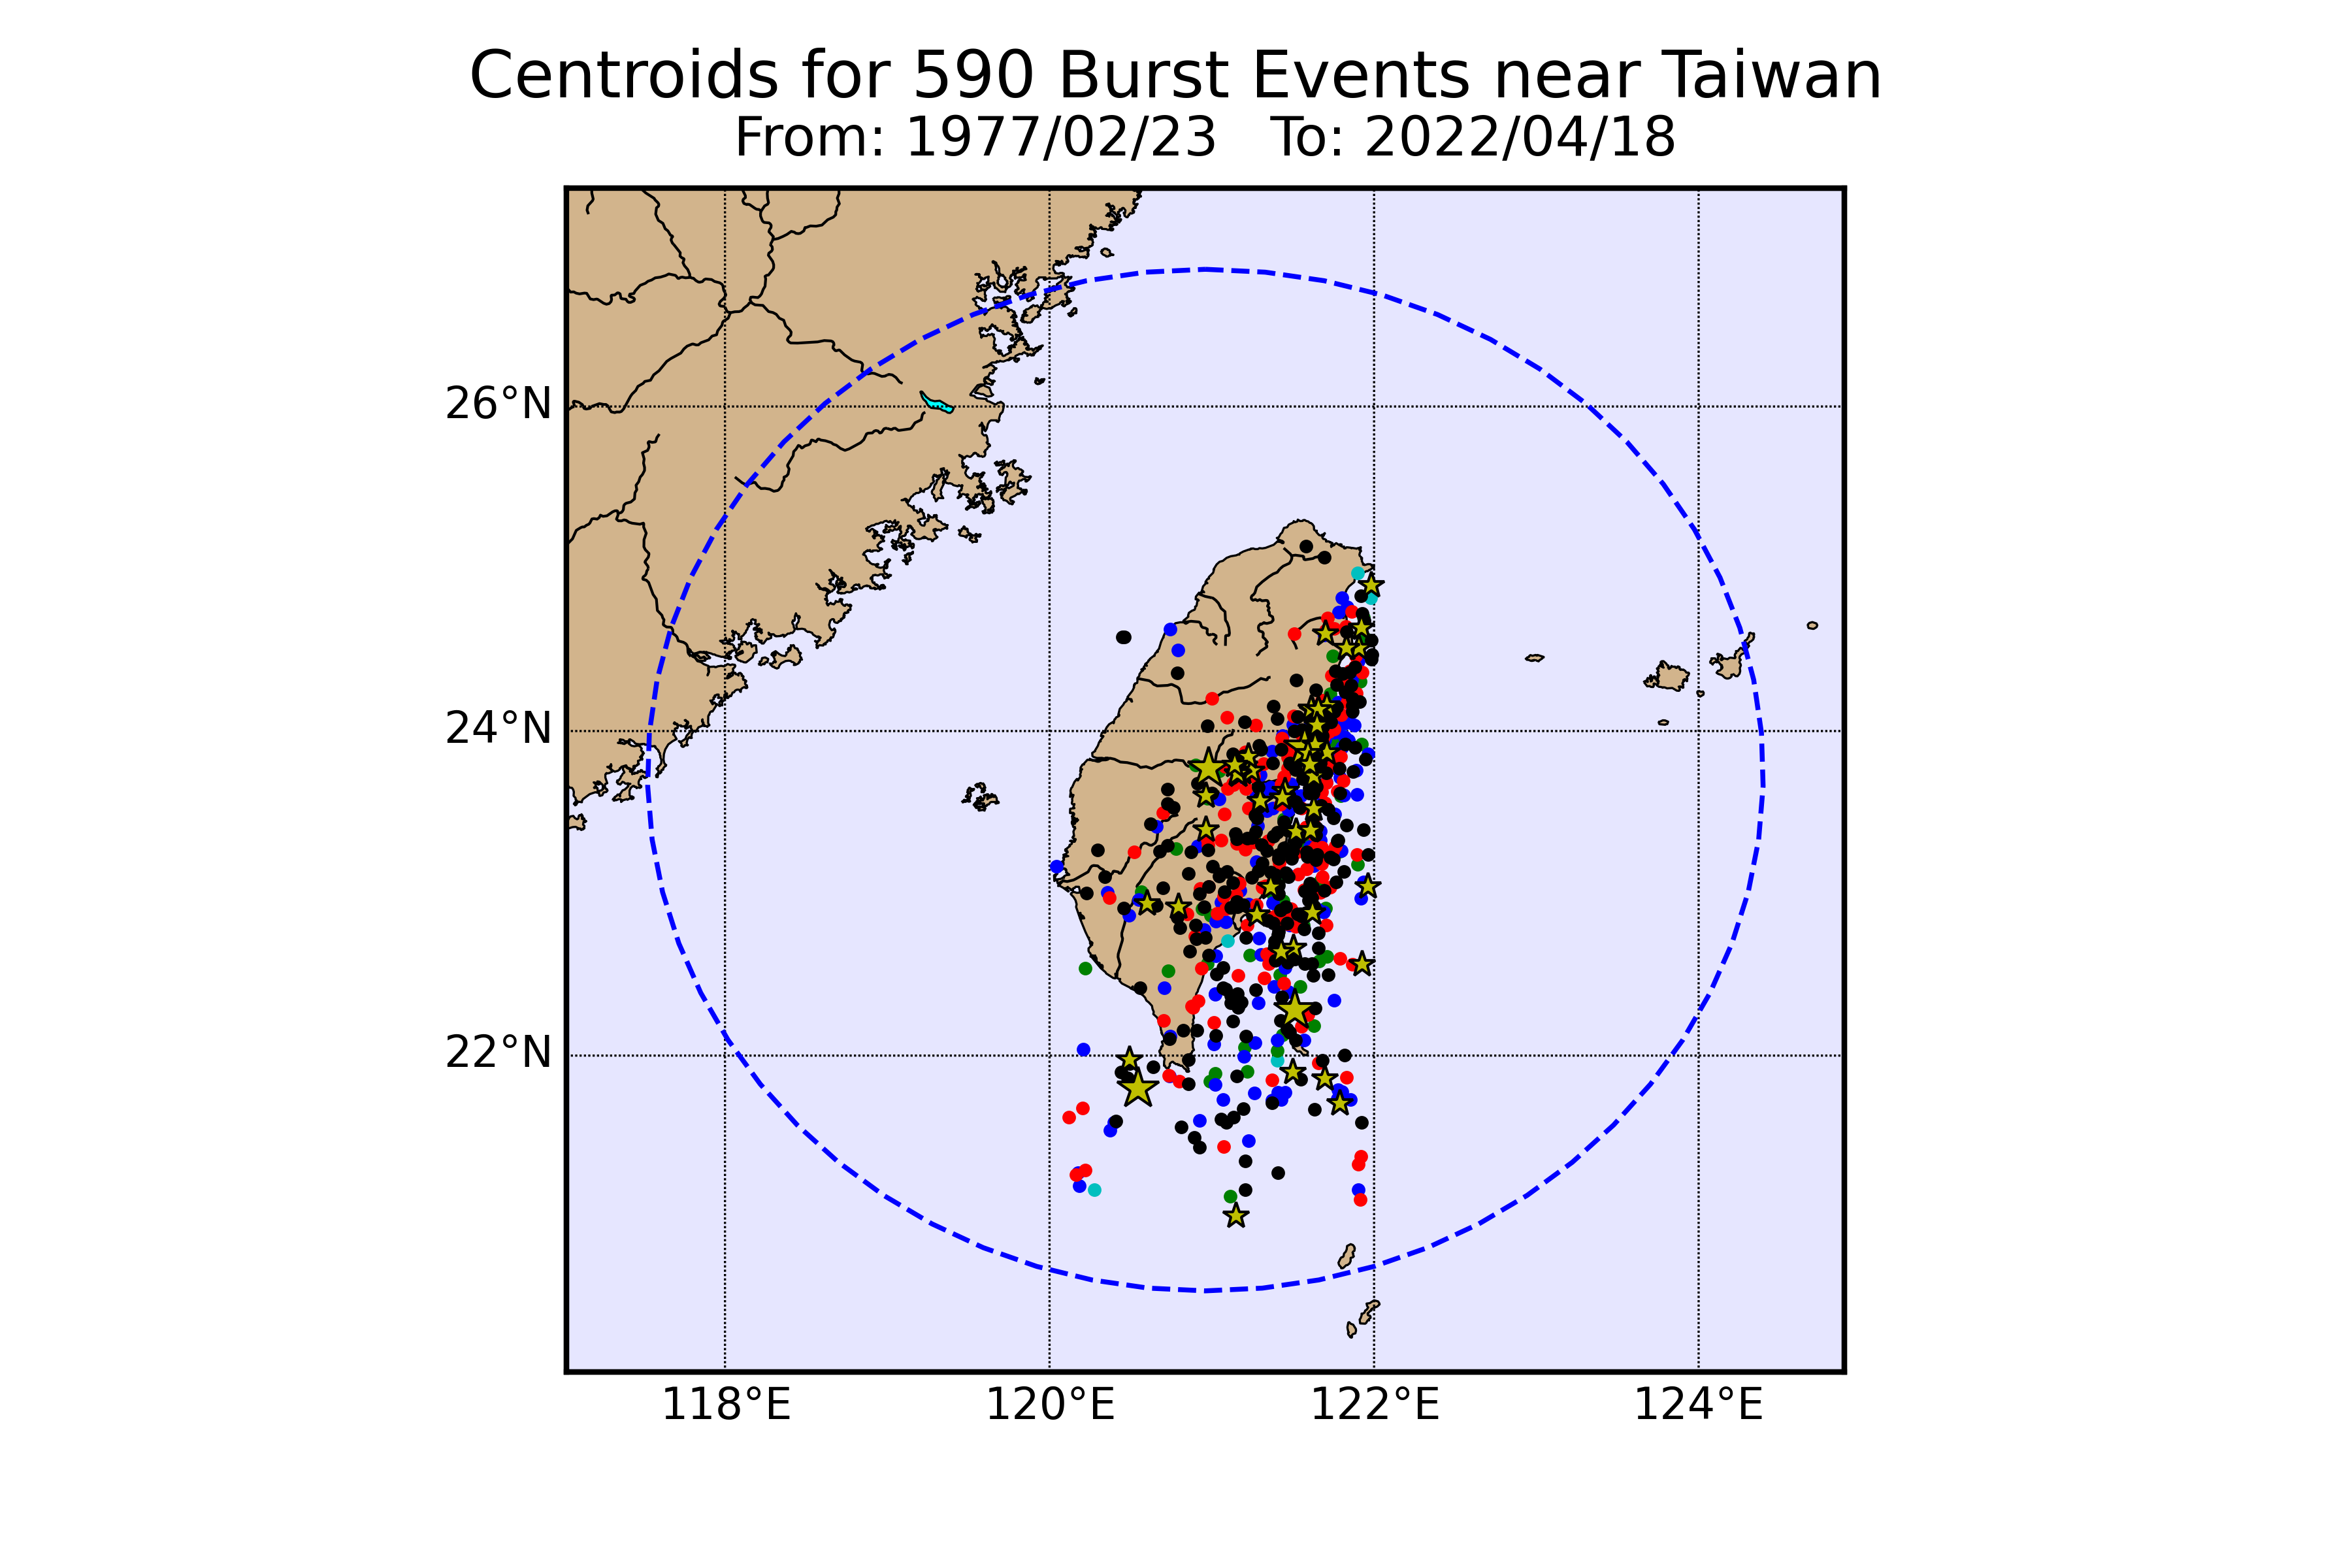 Centroids for 590 Burst Events near Taiwan
From: 1977/02/23   To: 2022/04/18
26°N
24°N
22°N
118°E
120°E
122°E
124°E